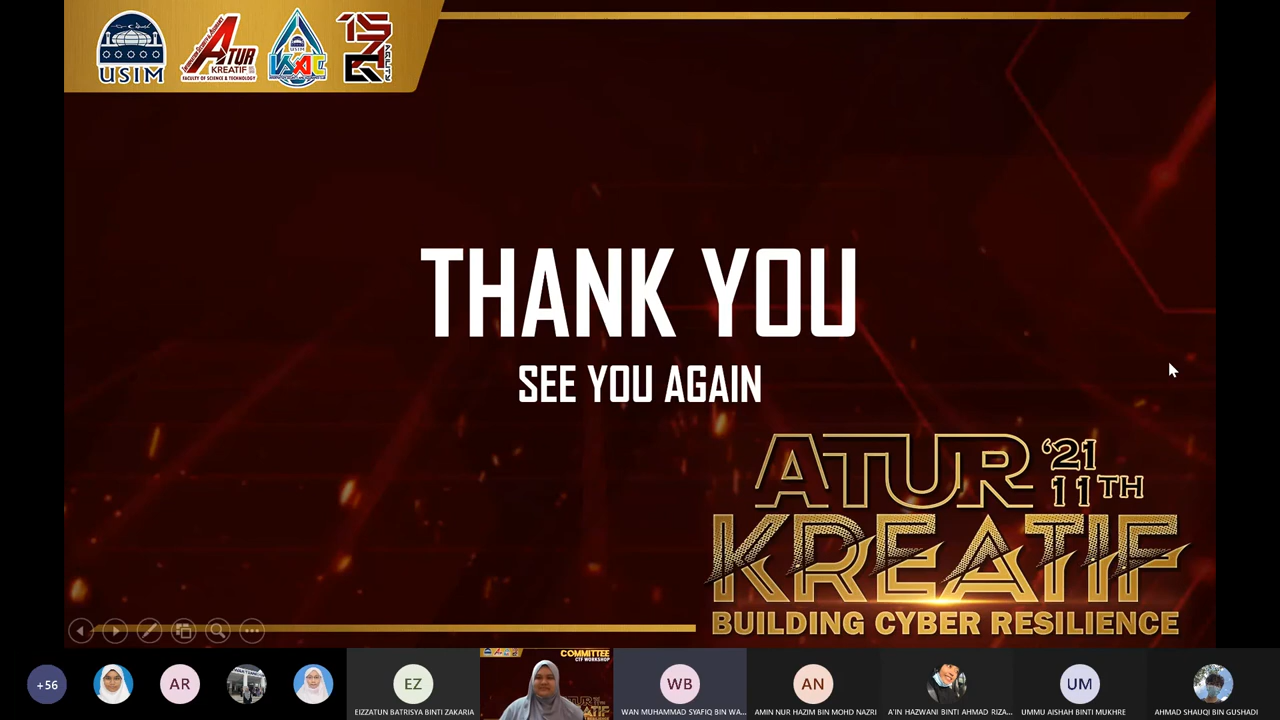 USIM
ATUR
KREATIF
FACULTY OF SCIENCE & TECHNOLOGY
THANK YOU
SEE YOU AGAIN
ATUR '21
11TH
KREATIF
BUILDING CYBER RESILIENCE
COMMITTEE
CTF WORKSHOP
+56
AR
EZ
WB
AN
UM
EIZZATUN BATRISYA BINTI ZAKARIA
WAN MUHAMMAD SYAFIQ BIN WA...
AMIN NUR HAZIM BIN MOHD NAZRI
A'IN HAZWANI BINTI AHMAD RIZA...
UMMU AISHAH BINTI MUKHRE
AHMAD SHAUQI BIN GUSHADI